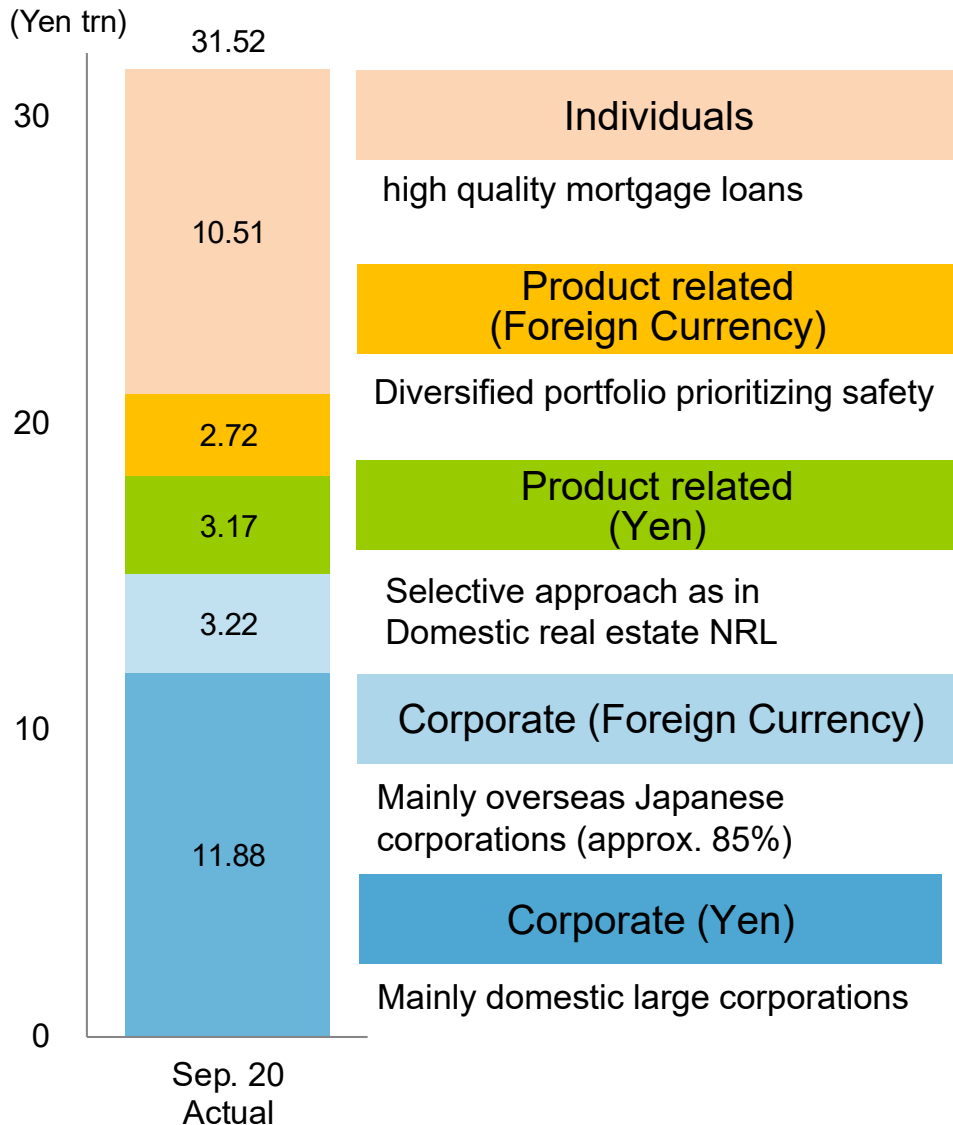 (Yen trn)
31.52
30
20
10
0
10.51
2.72
3.17
3.22
11.88
Sep. 20
Actual
Individuals
high quality mortgage loans
Product related
(Foreign Currency)
Diversified portfolio prioritizing safety
Product related
(Yen)
Selective approach as in
Domestic real estate NRL
Corporate (Foreign Currency)
Mainly overseas Japanese
corporations (approx. 85%)
Corporate (Yen)
Mainly domestic large corporations